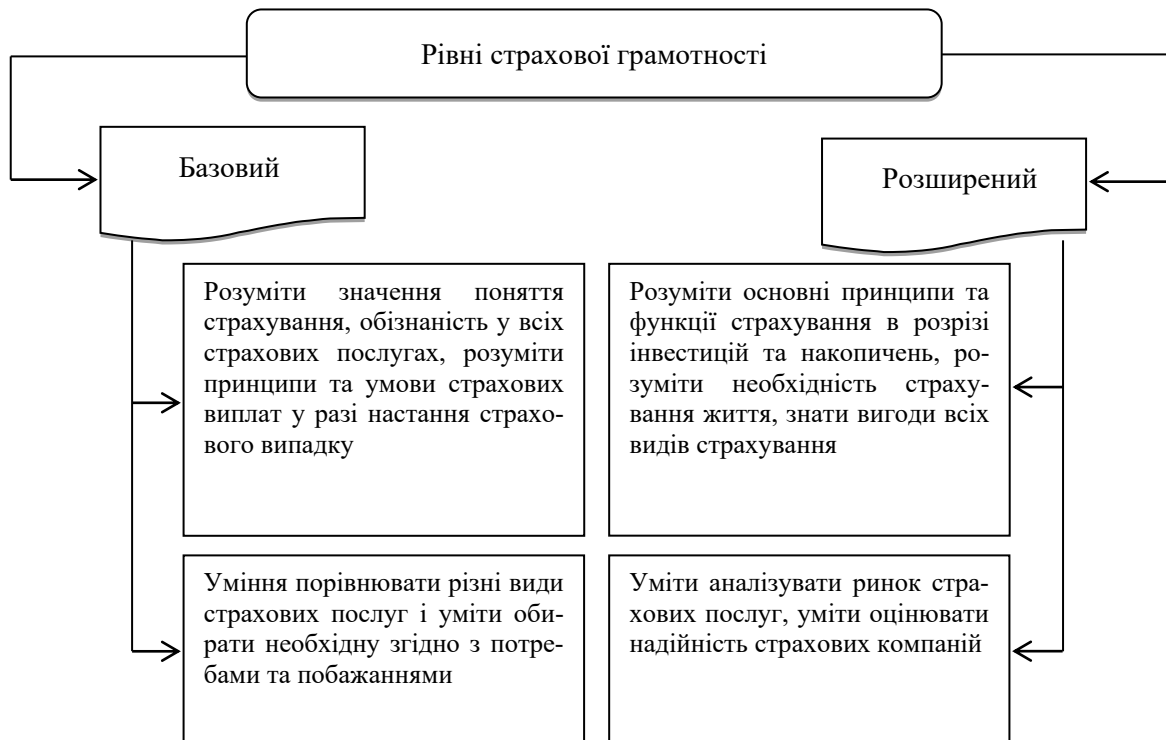 Рівні страхової грамотності
Базовий
Розширений
Розуміти значення поняття
страхування, обізнаність у всіх
страхових послугах, розуміти
принципи та умови страхових
виплат у разі настання страхо-
вого випадку
Розуміти основні принципи та
функції страхування в розрізі
інвестицій та накопичень, ро-
зуміти необхідність страху-
вання життя, знати вигоди всіх
видів страхування
Уміння порівнювати різні види
страхових послуг і уміти оби-
рати необхідну згідно з потре-
бами та побажаннями
Уміти аналізувати ринок стра-
хових послуг, уміти оцінювати
надійність страхових компаній